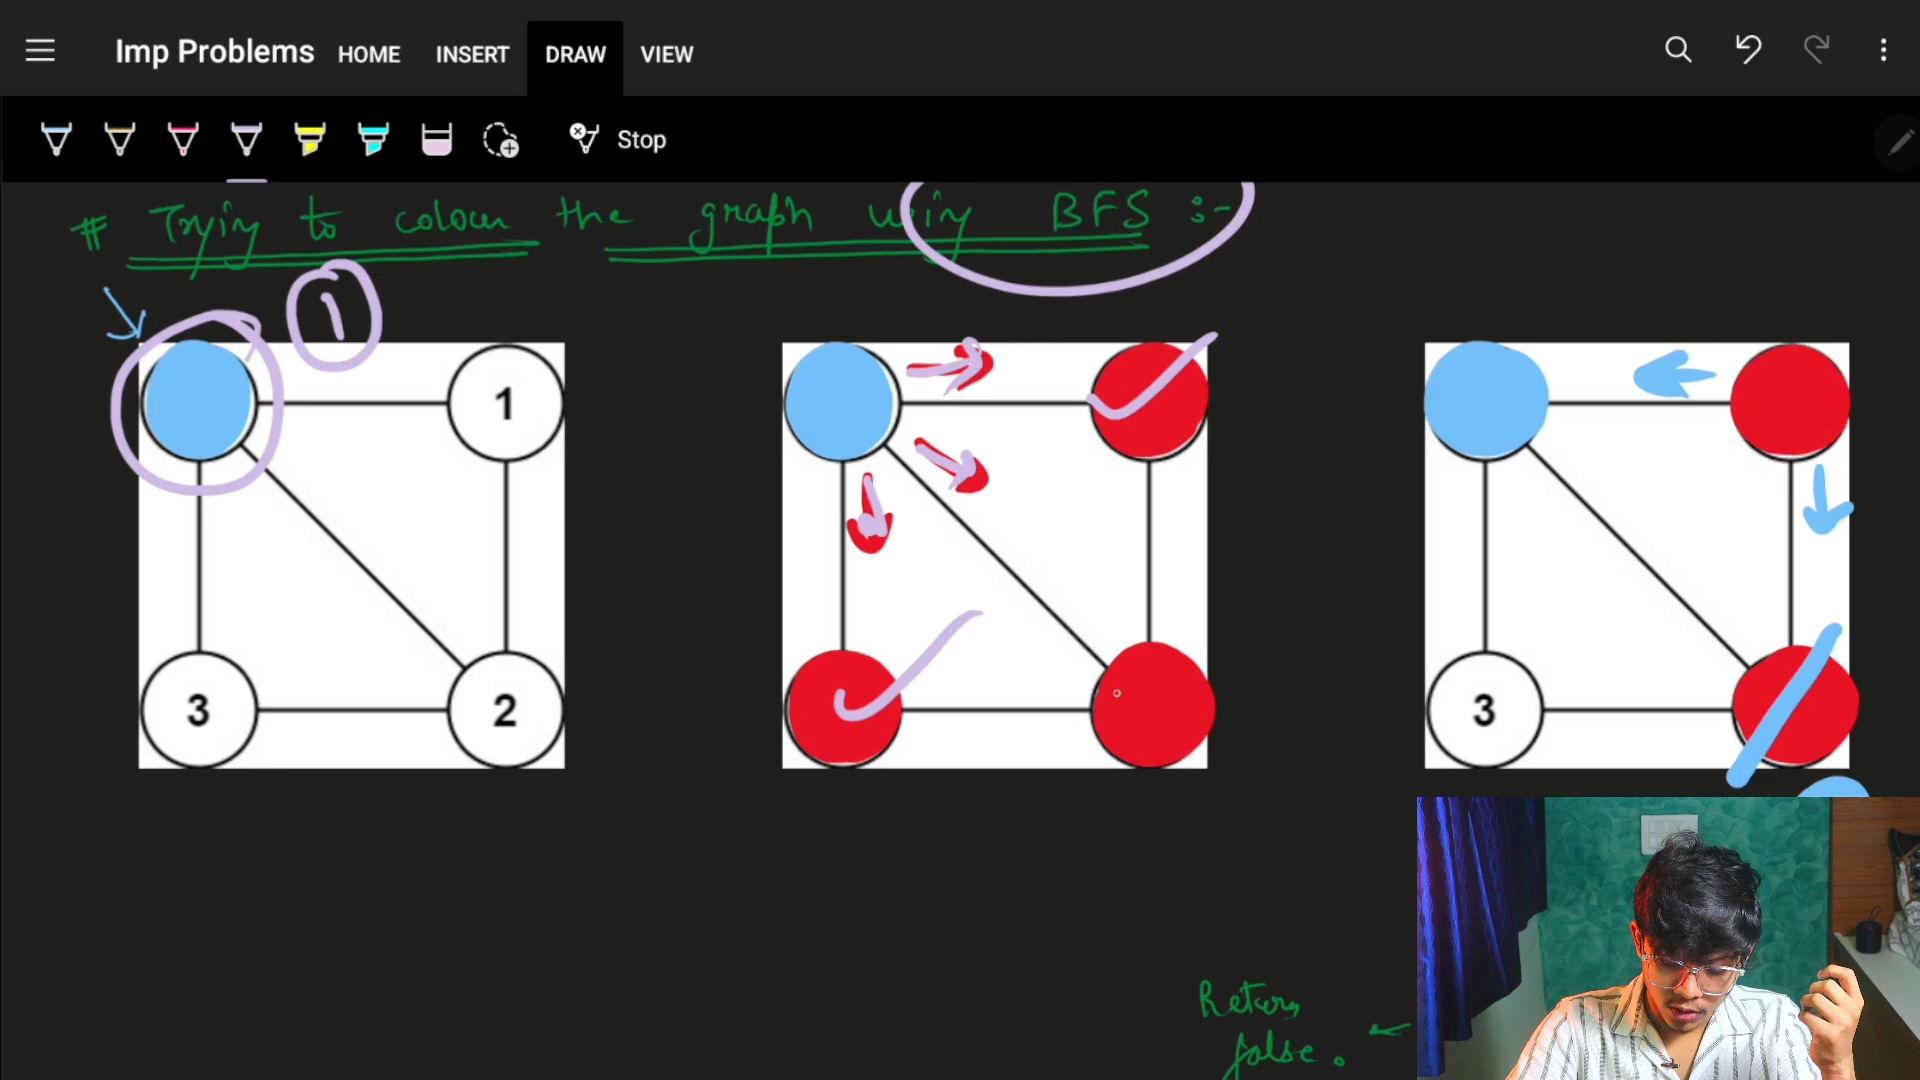 Imp Problems HOME INSERT DRAW VIEW
Stop
# Trying to colour the graph using BFS :-
1
1
3 2
3
Return
false.